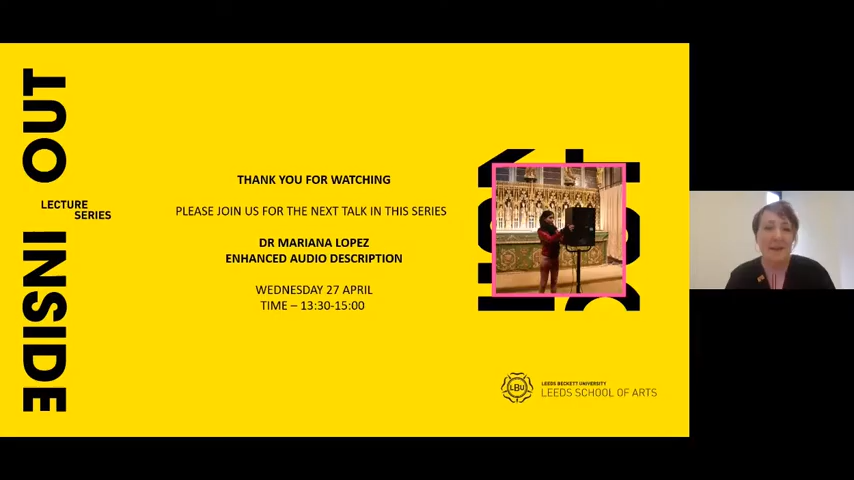 INSIDE OUT
LECTURE
SERIES
THANK YOU FOR WATCHING
PLEASE JOIN US FOR THE NEXT TALK IN THIS SERIES
DR MARIANA LOPEZ
ENHANCED AUDIO DESCRIPTION
WEDNESDAY 27 APRIL
TIME – 13:30-15:00
LBU
LEEDS BECKETT UNIVERSITY
LEEDS SCHOOL OF ARTS